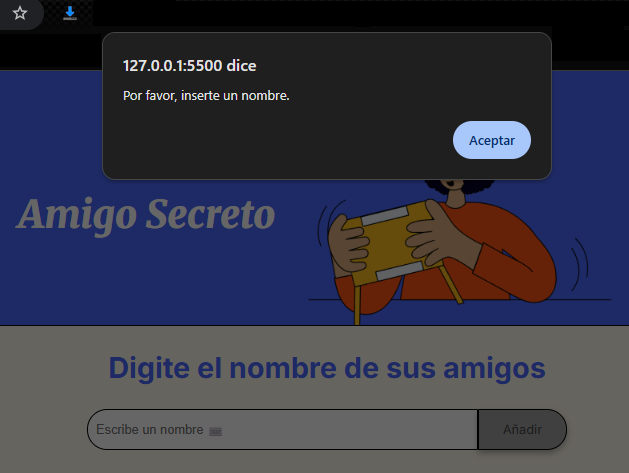 127.0.0.1:5500 dice
Por favor, inserte un nombre.
Aceptar
Amigo Secreto
Digite el nombre de sus amigos
Escribe un nombre
Añadir